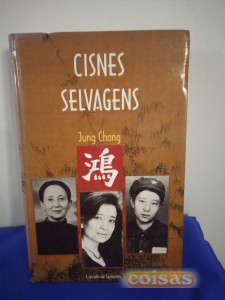 CISNES
SELVAGENS
Jung Chang
鴻
Círculo de Leitores
coisas